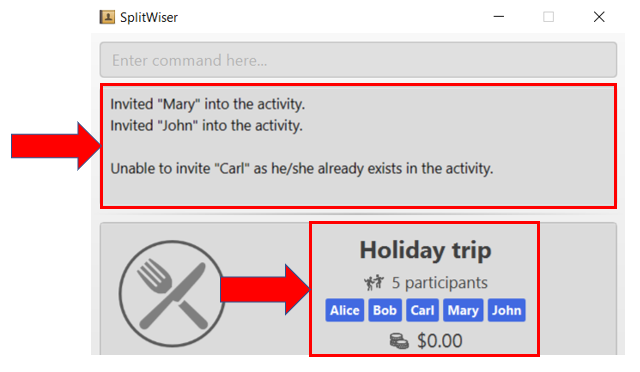 SplitWiser
Enter command here...
Invited "Mary" into the activity.
Invited "John" into the activity.
Unable to invite "Carl" as he/she already exists in the activity.
Holiday trip
5 participants
Alice Bob Carl Mary John
$0.00